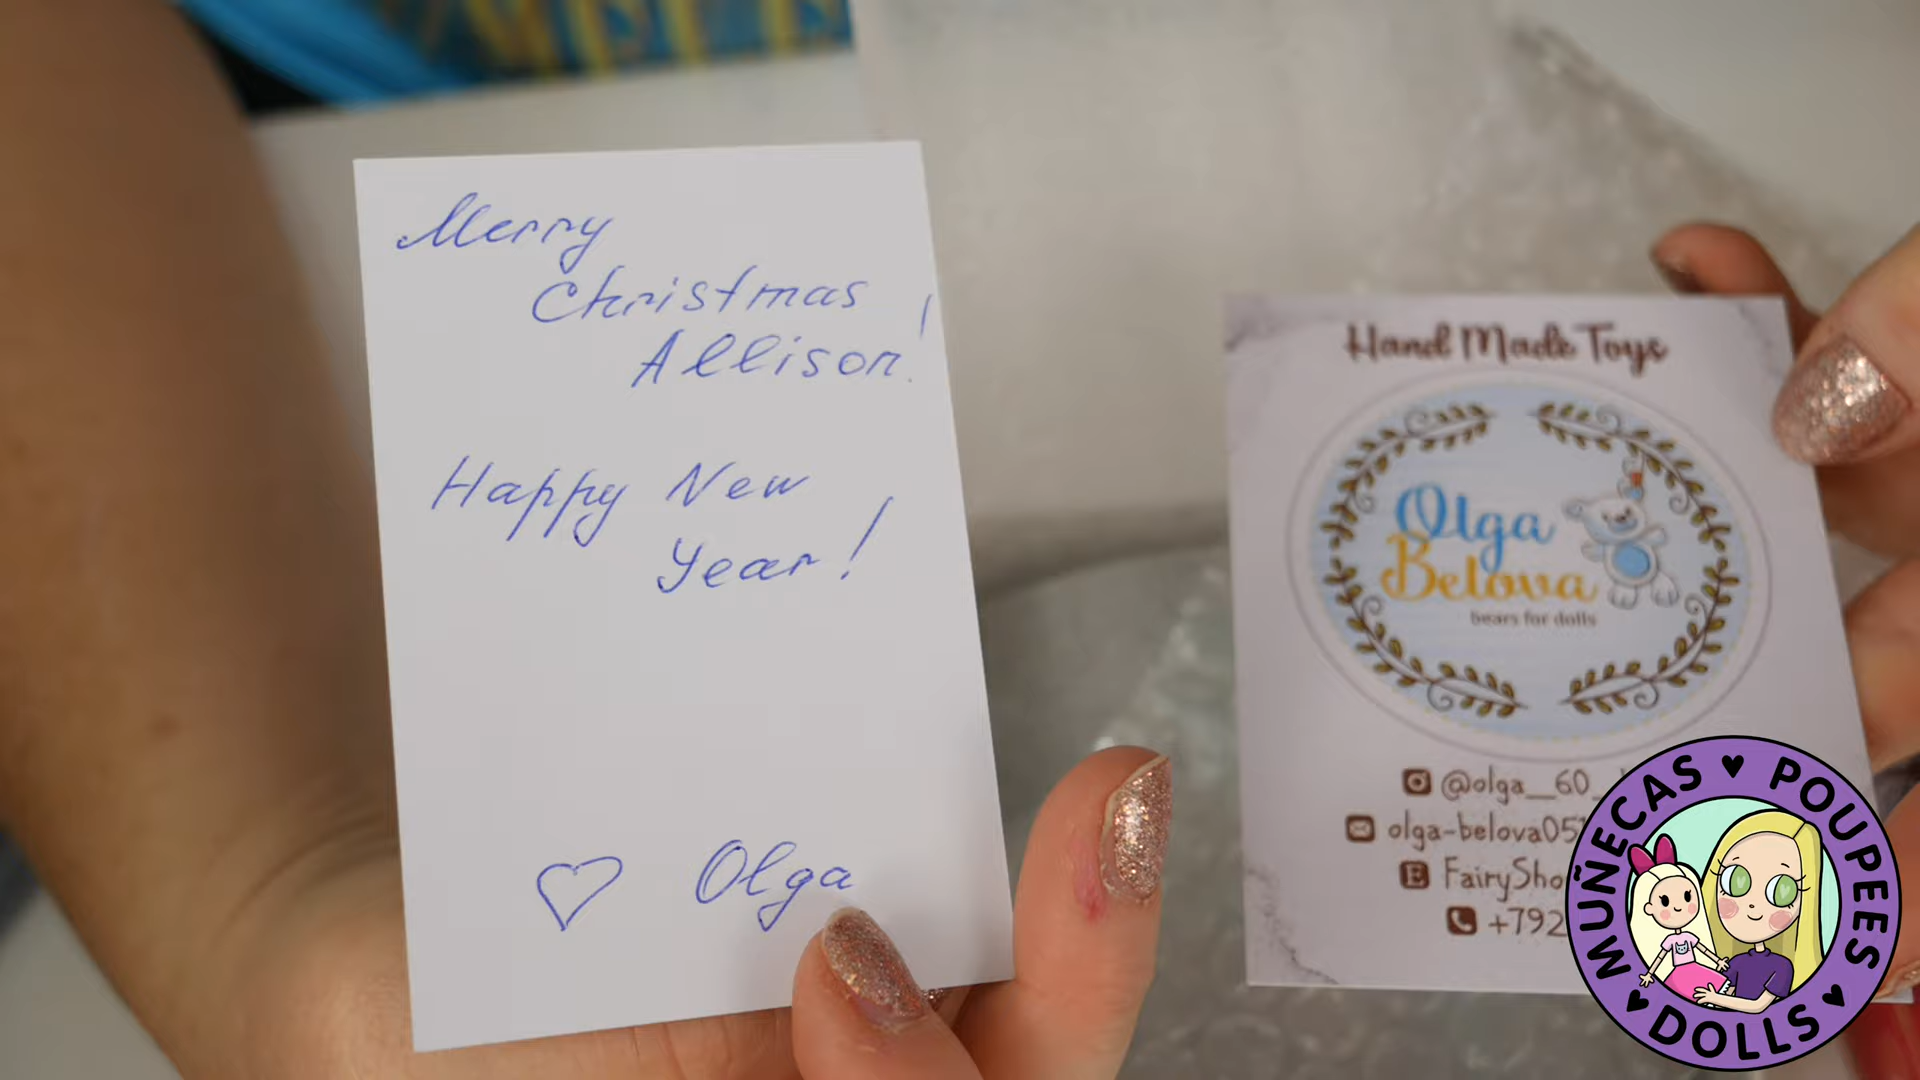 Merry
Christmas
Allison!
Happy New
Year!
Olga
Hand Made Toys
Olga
Belova
bears for dolls
@olga_60_
olga-belova05
FairySho
+792
MUÑECAS ♥ POUPEES ♥ DOLLS ♥